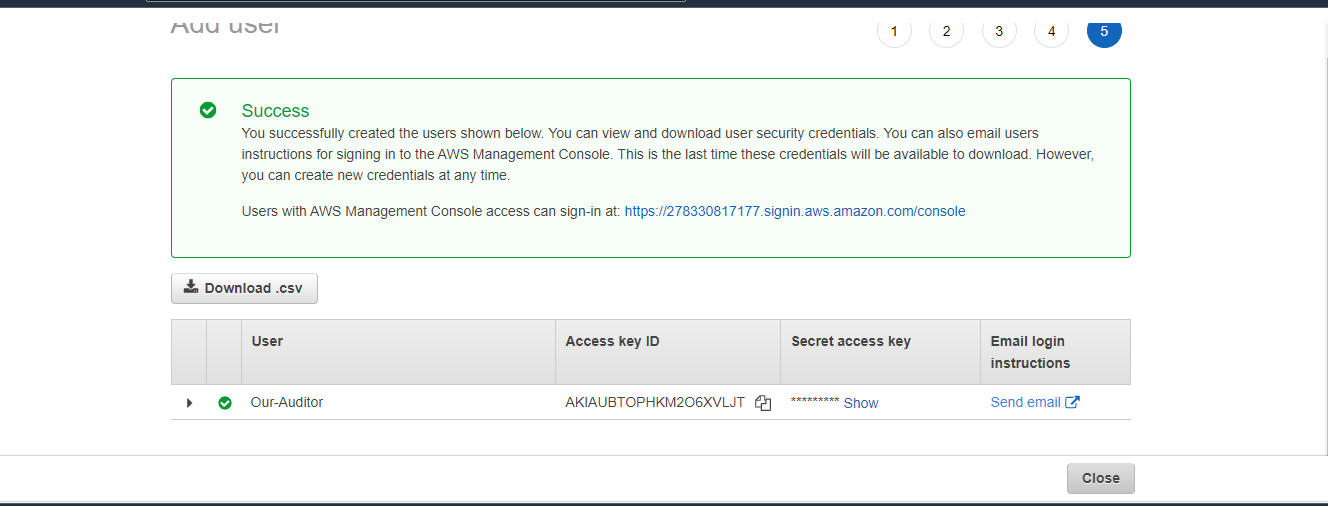 Add user
1 2 3 4 5
Success
You successfully created the users shown below. You can view and download user security credentials. You can also email users
instructions for signing in to the AWS Management Console. This is the last time these credentials will be available to download. However,
you can create new credentials at any time.
Users with AWS Management Console access can sign-in at: https://278330817177.signin.aws.amazon.com/console
Download .csv
User Access key ID Secret access key Email login
instructions
Our-Auditor AKIAUBTOPHKM2O6XVLJT ********* Show Send email
Close